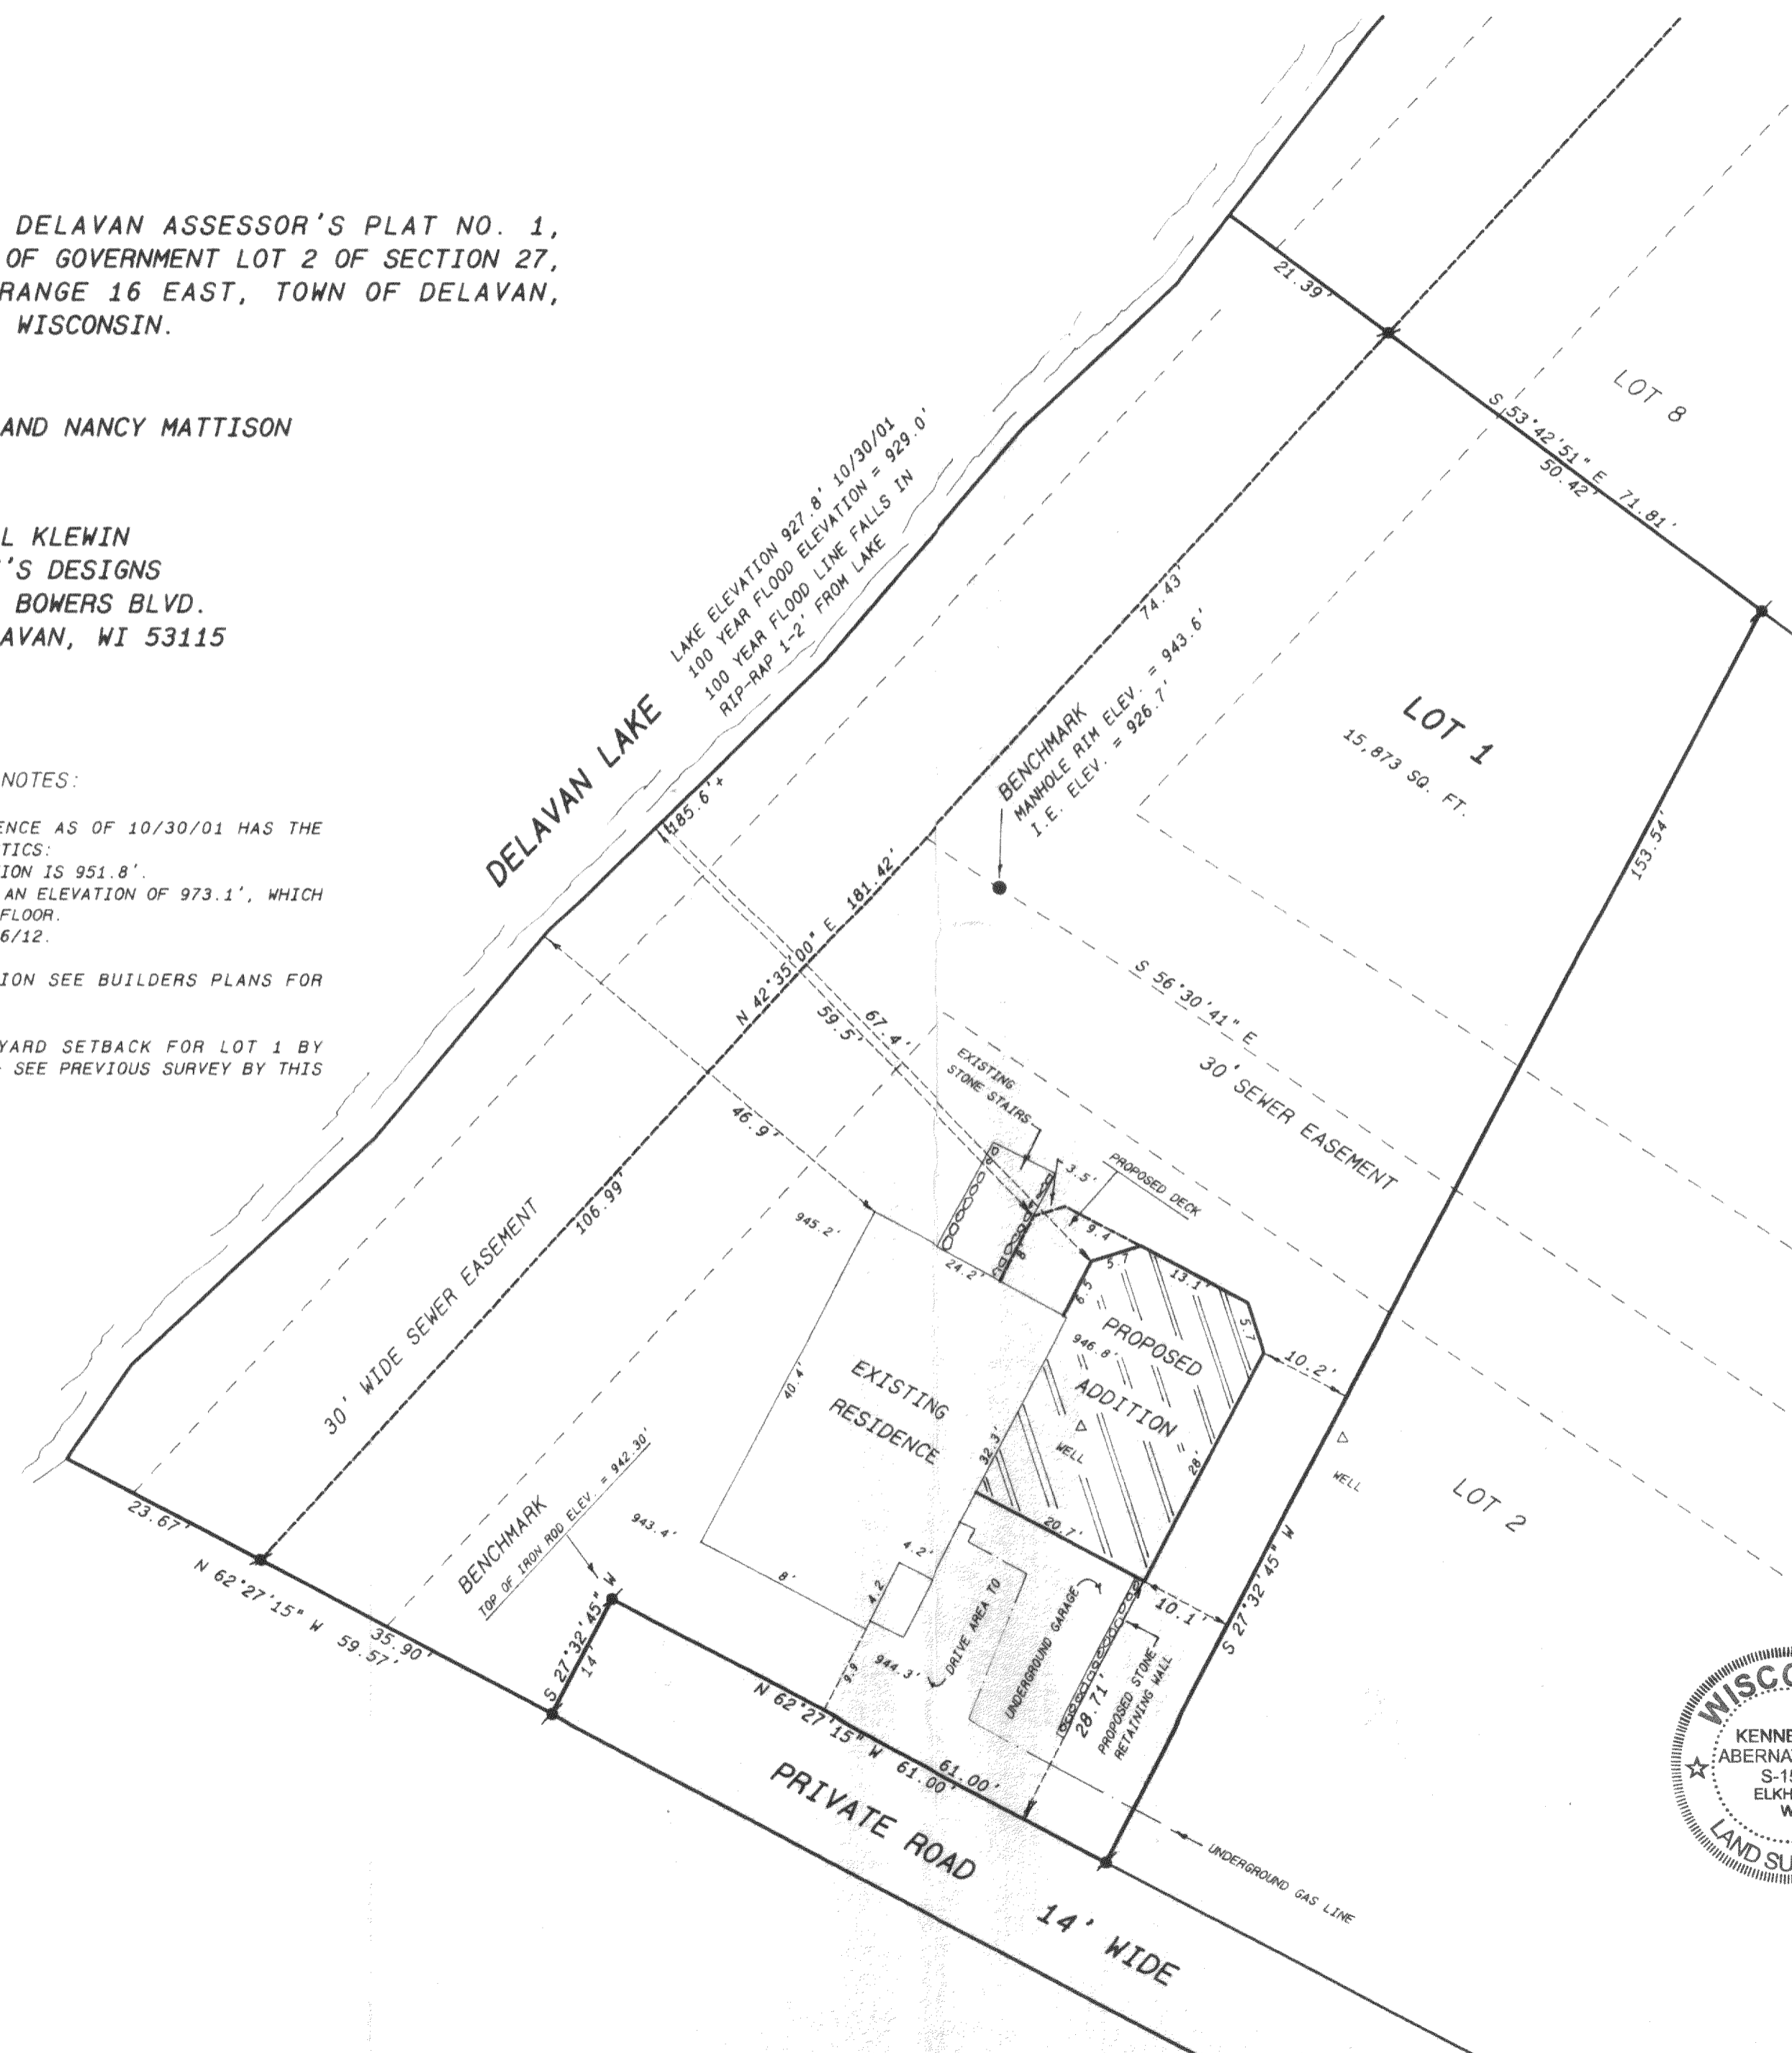 DELAVAN ASSESSOR'S PLAT NO. 1,
OF GOVERNMENT LOT 2 OF SECTION 27,
RANGE 16 EAST, TOWN OF DELAVAN,
WISCONSIN.
AND NANCY MATTISON
L KLEWIN
'S DESIGNS
BOWERS BLVD.
AVAN, WI 53115
NOTES:
ENCE AS OF 10/30/01 HAS THE
TICS:
ION IS 951.8'.
AN ELEVATION OF 973.1', WHICH
FLOOR.
6/12.
ION SEE BUILDERS PLANS FOR
YARD SETBACK FOR LOT 1 BY
SEE PREVIOUS SURVEY BY THIS
21.39'
LOT 8
S 53°42'51" E 71.81'
50.42'
LAKE ELEVATION 927.8' 10/30/01
100 YEAR FLOOD ELEVATION = 929.0'
100 YEAR FLOOD LINE FALLS IN
RIP-RAP 1-2' FROM LAKE
DELAVAN LAKE
185.6'±
74.43'
BENCHMARK
MANHOLE RIM ELEV. = 943.6'
I.E. ELEV. = 926.7'
LOT 1
15,873 SQ. FT.
153.54'
N 42°35'00" E 181.42'
67.4'
59.5'
46.9'
S 56°30'41" E
30' SEWER EASEMENT
EXISTING
STONE STAIRS
3.5'
PROPOSED DECK
9.4
8'
5.7
13.1'
5.7
6.5
24.2'
945.2'
106.99'
30' WIDE SEWER EASEMENT
40.4'
EXISTING
RESIDENCE
PROPOSED
946.8'
ADDITION
WELL
32.3'
28'
10.2'
WELL
LOT 2
20.7'
10.1'
23.67'
N 62°27'15" W 59.57'
35.90'
BENCHMARK
TOP OF IRON ROD ELEV. = 942.30'
943.4'
8'
4.2'
4.2
9.9
944.3'
S 27°32'45" W
14'
DRIVE AREA TO
UNDERGROUND GARAGE
28.71'
PROPOSED STONE
RETAINING WALL
S 27°32'45" W
N 62°27'15" W 61.00'
61.00'
PRIVATE ROAD
14' WIDE
UNDERGROUND GAS LINE
WISCO
KENNE
ABERNA
S-15
ELKH
W
LAND SU